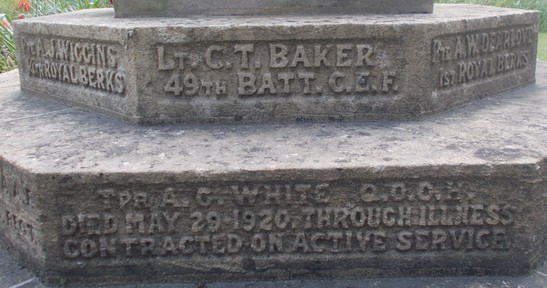 PTE A.J. WIGGINS
ROYAL BERKS
LT. C.T. BAKER
49TH BATT. C.E.F.
PTE A.W. DEARLOVE
1ST ROYAL BERKS
TPR A. C. WHITE Q.O.O.H.
DIED MAY 29 1920. THROUGH ILLNESS
CONTRACTED ON ACTIVE SERVICE.